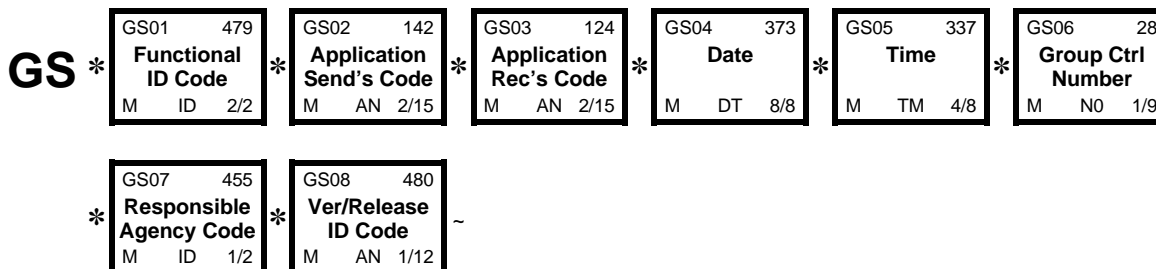 GS01 479 GS02 142 GS03 124 GS04 373 GS05 337 GS06 28
GS * Functional ID Code * Application Send's Code * Application Rec's Code * Date * Time * Group Ctrl Number
M ID 2/2 M AN 2/15 M AN 2/15 M DT 8/8 M TM 4/8 M N0 1/9
GS07 455 GS08 480
* Responsible Agency Code * Ver/Release ID Code ~
M ID 1/2 M AN 1/12